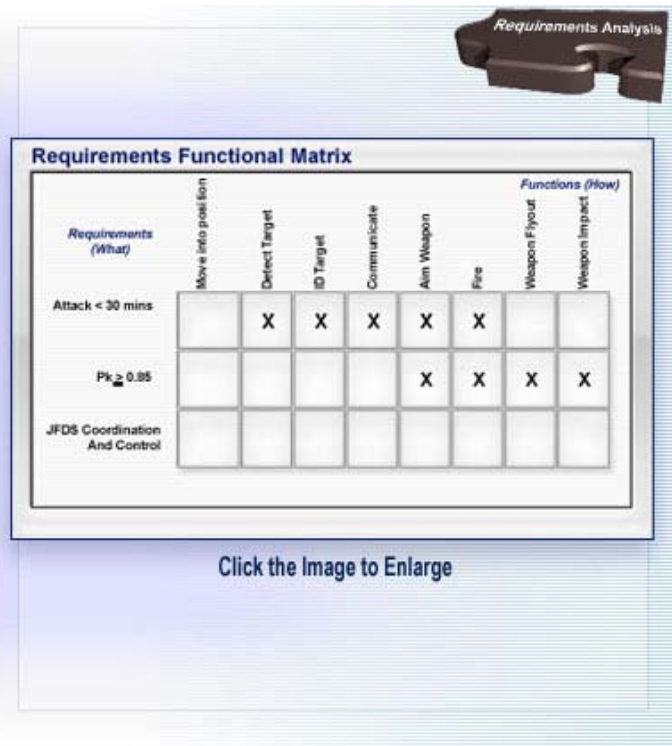 Requirements Analysis
Requirements Functional Matrix
Functions (How)
Requirements
(What)
Move into position
Detect Target
ID Target
Communicate
Aim Weapon
Fire
Weapon Flyout
Weapon Impact
Attack < 30 mins
X X X X X
Pk ≥ 0.85
X X X X
JFDS Coordination
And Control
Click the Image to Enlarge